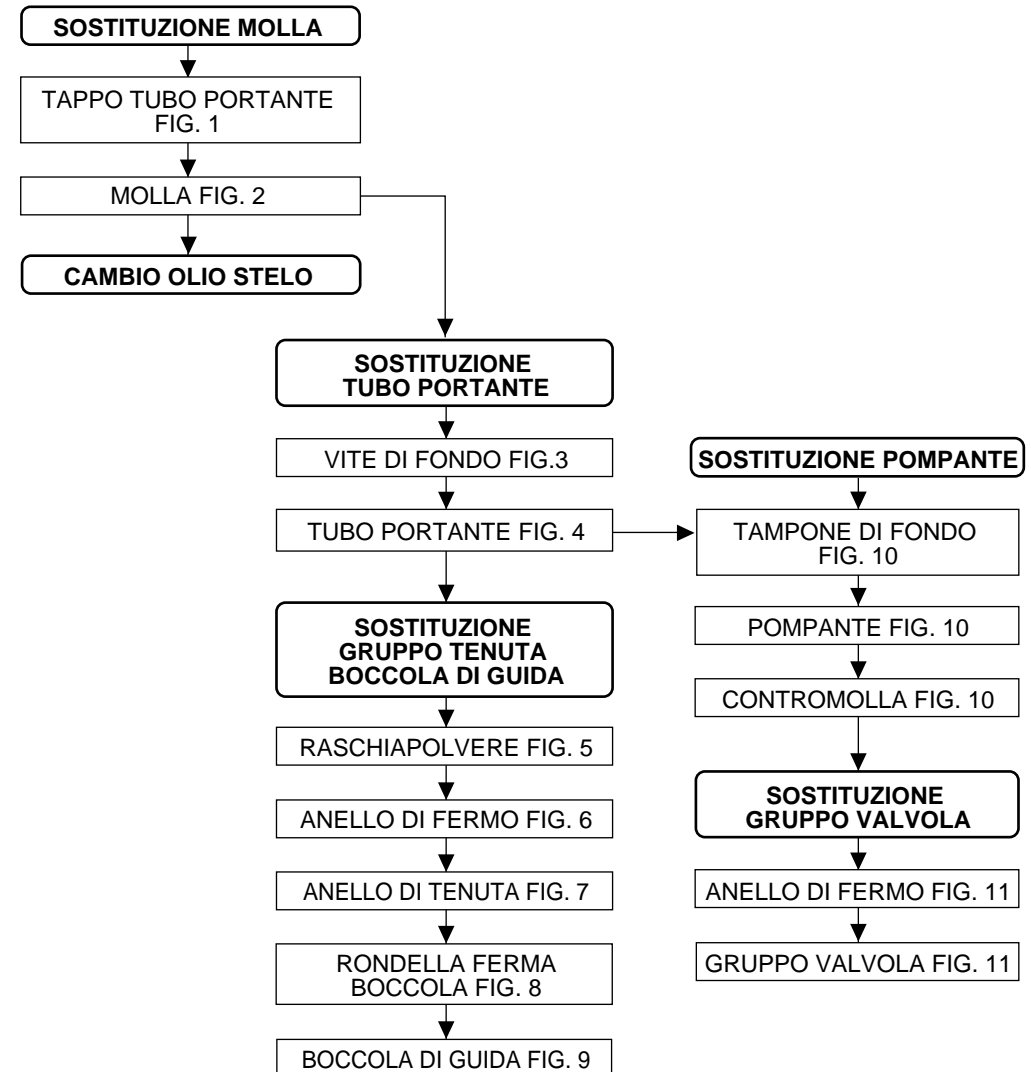 SOSTITUZIONE MOLLA
TAPPO TUBO PORTANTE
FIG. 1
MOLLA FIG. 2
CAMBIO OLIO STELO
SOSTITUZIONE
TUBO PORTANTE
VITE DI FONDO FIG.3
TUBO PORTANTE FIG. 4
SOSTITUZIONE
GRUPPO TENUTA
BOCCOLA DI GUIDA
RASCHIAPOLVERE FIG. 5
ANELLO DI FERMO FIG. 6
ANELLO DI TENUTA FIG. 7
RONDELLA FERMA
BOCCOLA FIG. 8
BOCCOLA DI GUIDA FIG. 9
SOSTITUZIONE POMPANTE
TAMPONE DI FONDO
FIG. 10
POMPANTE FIG. 10
CONTROMOLLA FIG. 10
SOSTITUZIONE
GRUPPO VALVOLA
ANELLO DI FERMO FIG. 11
GRUPPO VALVOLA FIG. 11